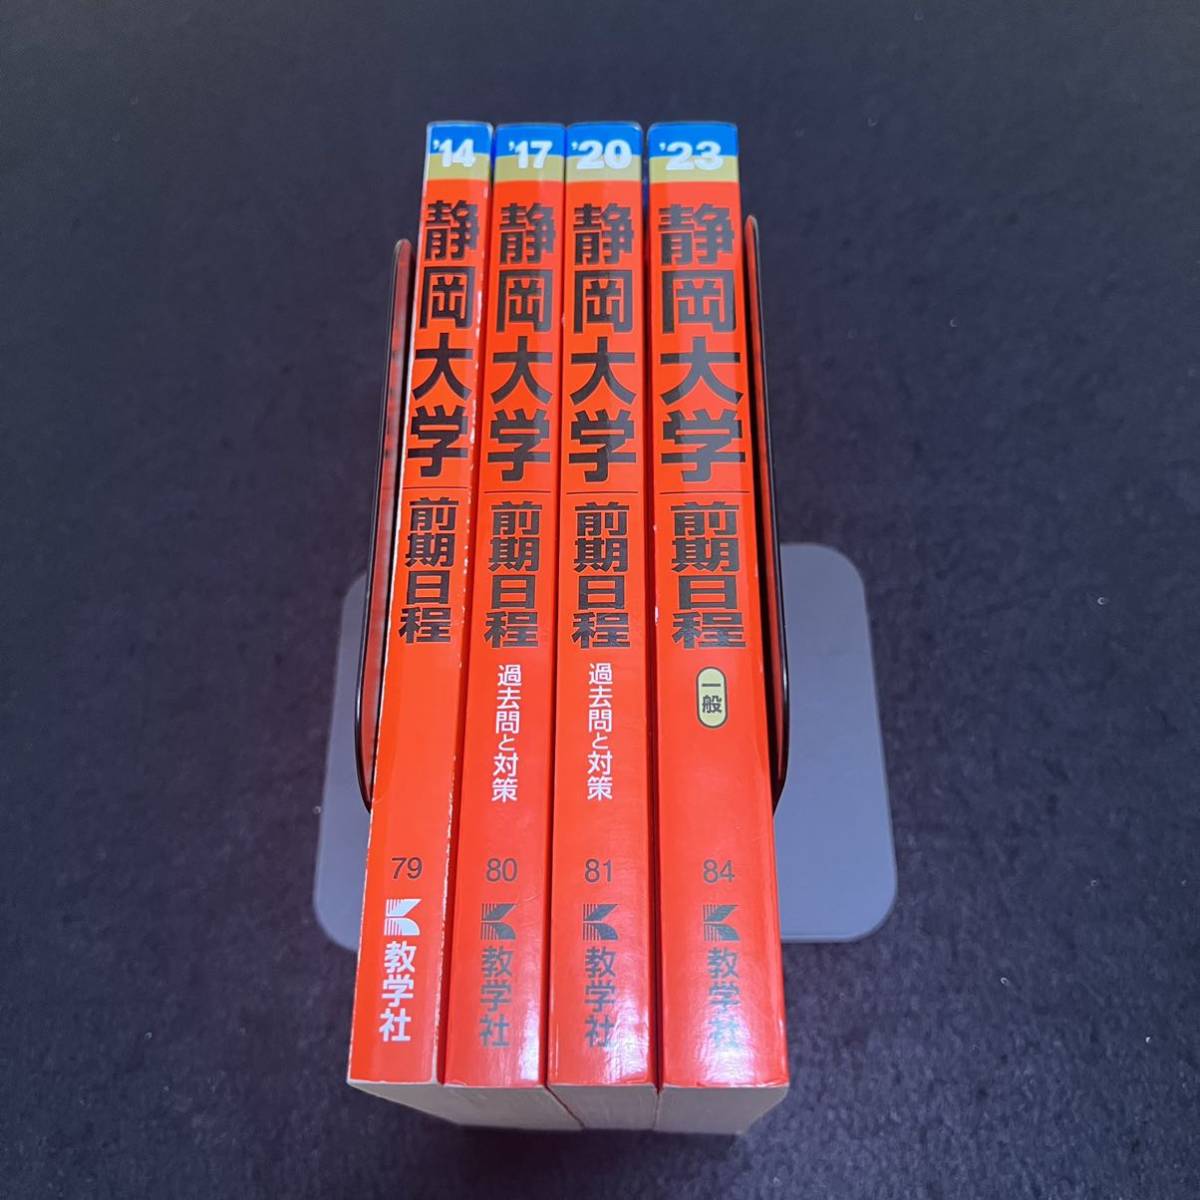 '14
静岡大学
前期日程
79
教学社
'17
静岡大学
前期日程
過去問と対策
80
教学社
'20
静岡大学
前期日程
過去問と対策
81
教学社
'23
静岡大学
前期日程
一般
84
教学社